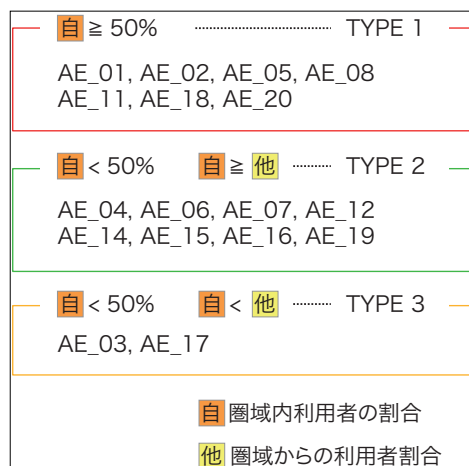 自 ≧ 50% ………… TYPE 1
AE_01, AE_02, AE_05, AE_08
AE_11, AE_18, AE_20
自 < 50% 自 ≧ 他 ……… TYPE 2
AE_04, AE_06, AE_07, AE_12
AE_14, AE_15, AE_16, AE_19
自 < 50% 自 < 他 ……… TYPE 3
AE_03, AE_17
自 圏域内利用者の割合
他 圏域からの利用者割合